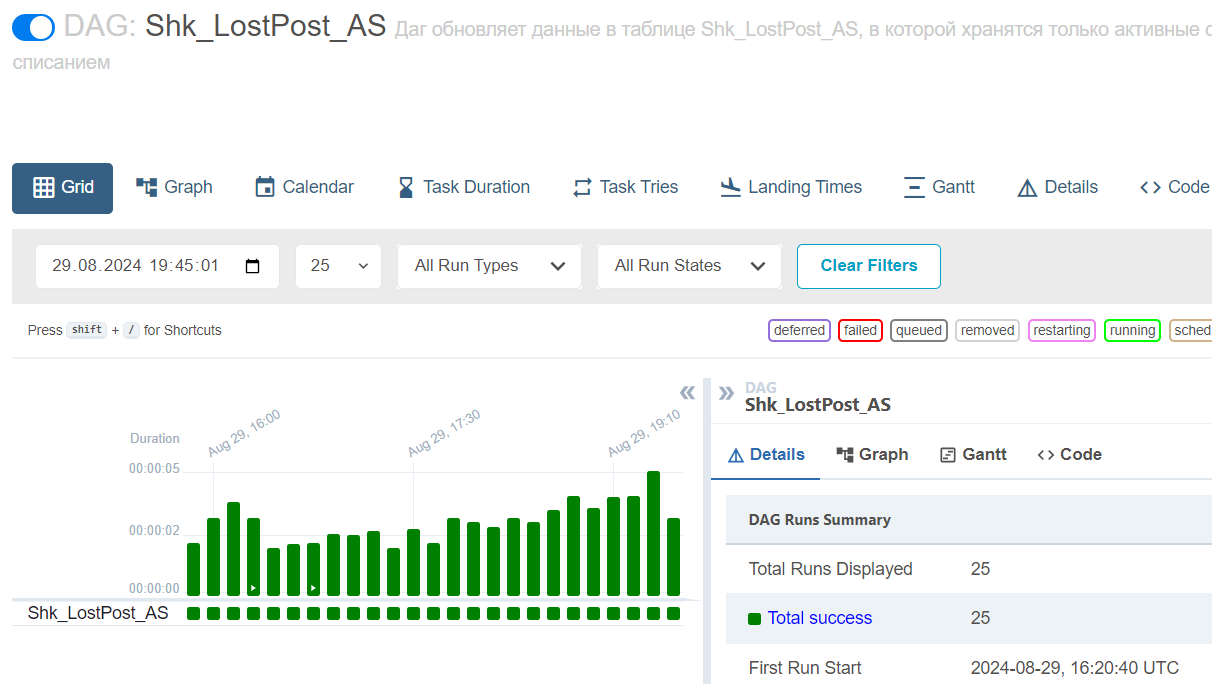 DAG: Shk_LostPost_AS Даг обновляет данные в таблице Shk_LostPost_AS, в которой хранятся только активные с
списанием
Grid Graph Calendar Task Duration Task Tries Landing Times Gantt Details <> Code
29.08.2024 19:45:01 25 All Run Types All Run States Clear Filters
Press shift + / for Shortcuts deferred failed queued removed restarting running sched
Aug 29, 16:00 Aug 29, 17:30 Aug 29, 19:10
Duration
00:00:05
00:00:02
00:00:00
Shk_LostPost_AS
DAG
Shk_LostPost_AS
Details Graph Gantt <> Code
DAG Runs Summary
Total Runs Displayed 25
Total success 25
First Run Start 2024-08-29, 16:20:40 UTC